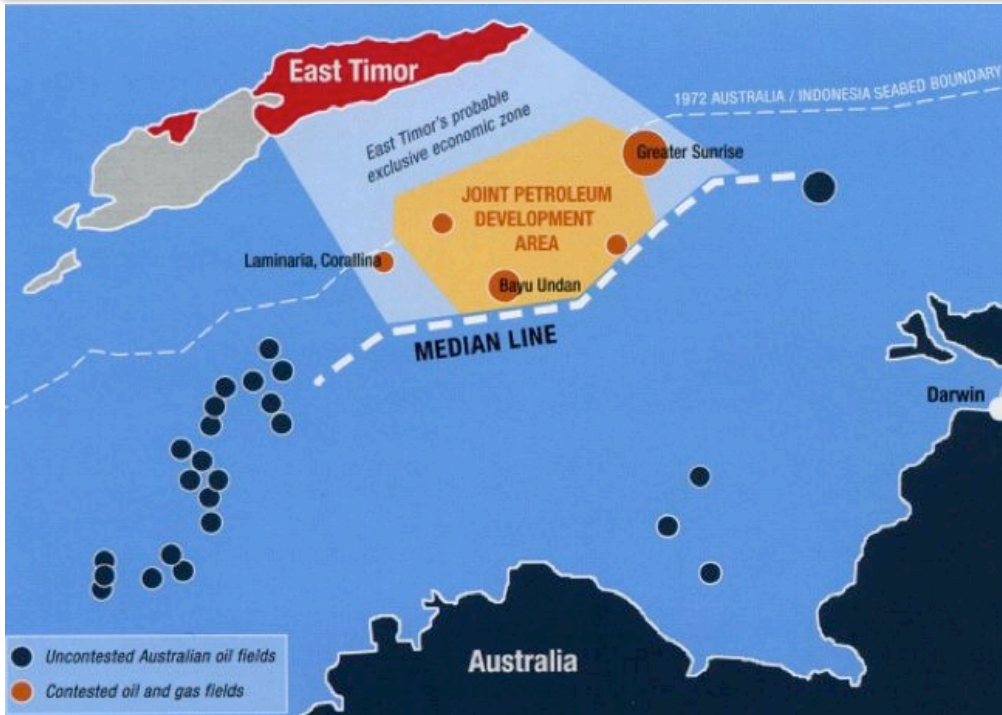 East Timor
1972 AUSTRALIA / INDONESIA SEABED BOUNDARY
East Timor's probable
exclusive economic zone
Greater Sunrise
JOINT PETROLEUM
DEVELOPMENT
AREA
Laminaria, Corallina
Bayu Undan
MEDIAN LINE
Darwin
Australia
Uncontested Australian oil fields
Contested oil and gas fields